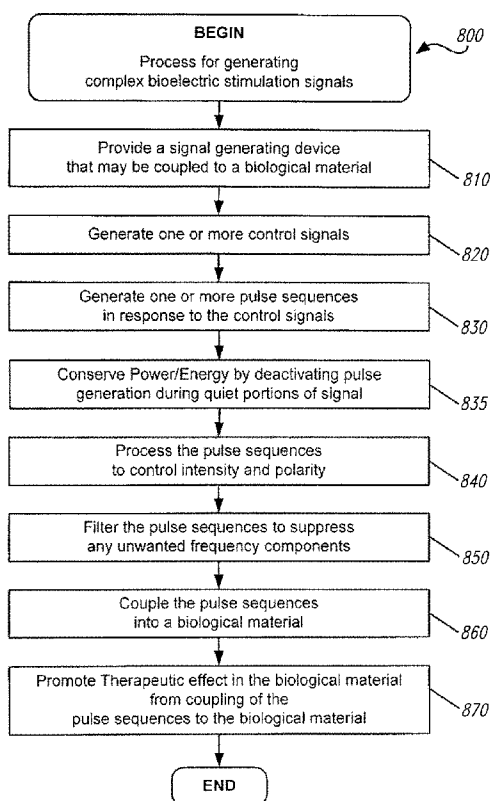 BEGIN
800
Process for generating
complex bioelectric stimulation signals
Provide a signal generating device
that may be coupled to a biological material
810
Generate one or more control signals
820
Generate one or more pulse sequences
in response to the control signals
830
Conserve Power/Energy by deactivating pulse
generation during quiet portions of signal
835
Process the pulse sequences
to control intensity and polarity
840
Filter the pulse sequences to suppress
any unwanted frequency components
850
Couple the pulse sequences
into a biological material
860
Promote Therapeutic effect in the biological material
from coupling of the
pulse sequences to the biological material
870
END